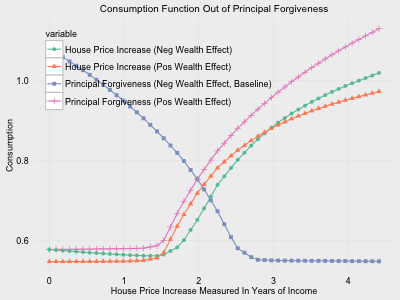 Consumption Function Out of Principal Forgiveness
variable
House Price Increase (Neg Wealth Effect)
House Price Increase (Pos Wealth Effect)
Principal Forgiveness (Neg Wealth Effect, Baseline)
Principal Forgiveness (Pos Wealth Effect)
Consumption
1.0
0.8
0.6
0
1
2
3
4
House Price Increase Measured In Years of Income